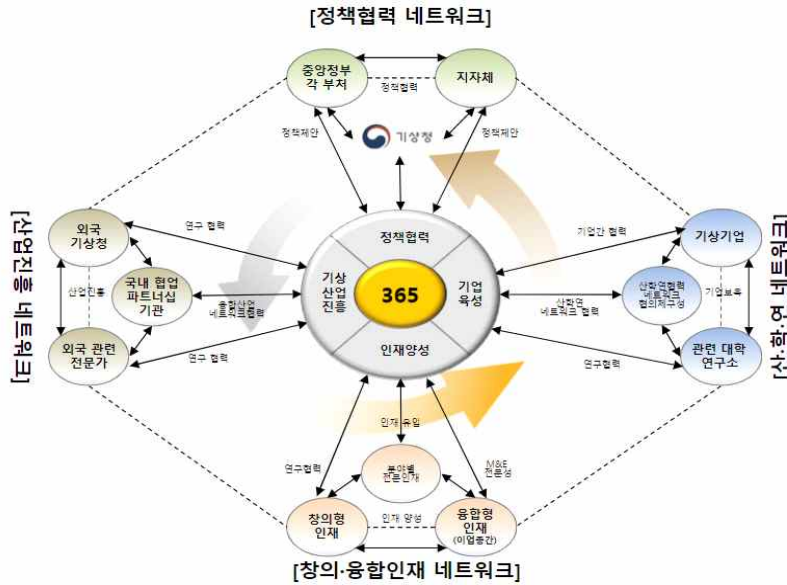 [정책협력 네트워크]
중앙정부
각 부처
지자체
정책협력
정책제안
기상청
정책제안
[산업진흥 네트워크]
외국
기상청
연구 협력
산업진흥
국내 협업
파트너십
기관
네트워크협력
외국 관련
전문가
연구 협력
정책협력
기상
산업
진흥
365
기업
육성
인재양성
기업간 협력
기상기업
산학연협력
네트워크
협의체구성
산학연
네트워크 협력
기업보육
관련 대학
연구소
연구협력
[산·학·연 네트워크]
인재 유입
연구협력
분야별
전문인재
M&E
전문성
창의형
인재
인재 양성
융합형
인재
(이업종간)
[창의·융합인재 네트워크]